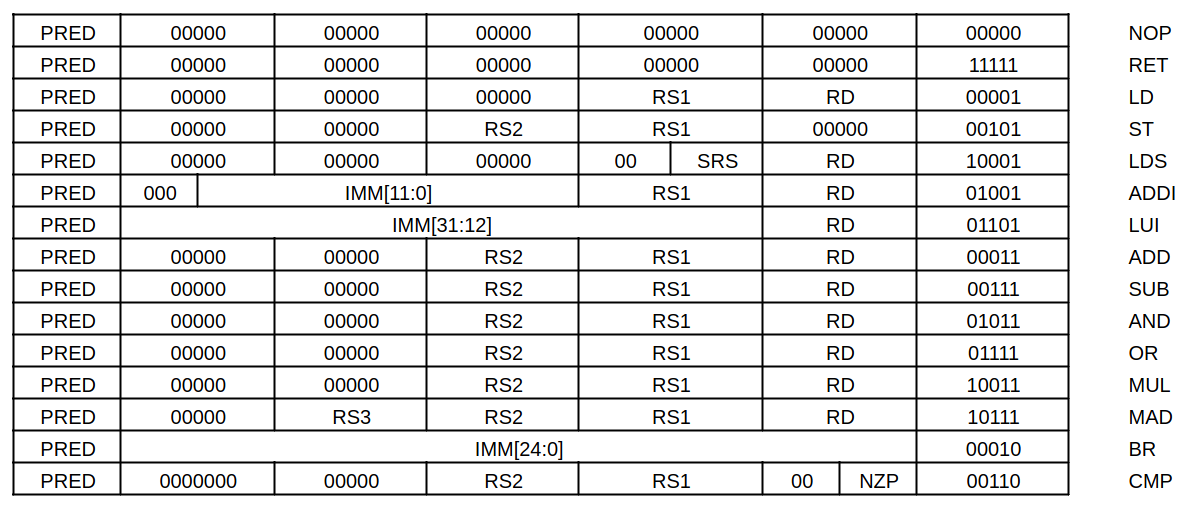 PRED 00000 00000 00000 00000 00000 00000 NOP
PRED 00000 00000 00000 00000 00000 11111 RET
PRED 00000 00000 00000 RS1 RD 00001 LD
PRED 00000 00000 RS2 RS1 00000 00101 ST
PRED 00000 00000 00000 00 SRS RD 10001 LDS
PRED 000 IMM[11:0] RS1 RD 01001 ADDI
PRED IMM[31:12] RD 01101 LUI
PRED 00000 00000 RS2 RS1 RD 00011 ADD
PRED 00000 00000 RS2 RS1 RD 00111 SUB
PRED 00000 00000 RS2 RS1 RD 01011 AND
PRED 00000 00000 RS2 RS1 RD 01111 OR
PRED 00000 00000 RS2 RS1 RD 10011 MUL
PRED 00000 RS3 RS2 RS1 RD 10111 MAD
PRED IMM[24:0] 00010 BR
PRED 0000000 00000 RS2 RS1 00 NZP 00110 CMP